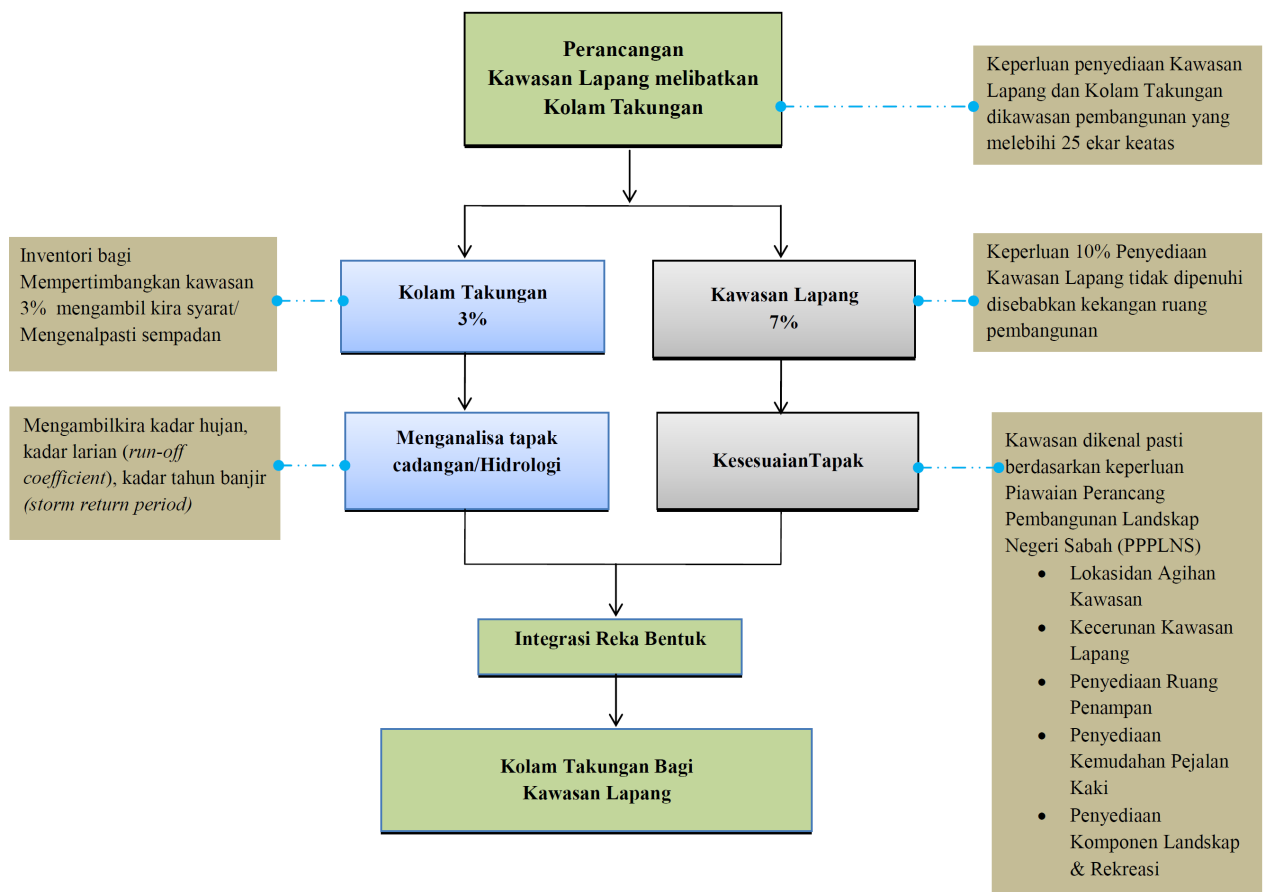 Perancangan
Kawasan Lapang melibatkan
Kolam Takungan
Keperluan penyediaan Kawasan
Lapang dan Kolam Takungan
dikawasan pembangunan yang
melebihi 25 ekar keatas
Inventori bagi
Mempertimbangkan kawasan
3% mengambil kira syarat/
Mengenalpasti sempadan
Kolam Takungan
3%
Kawasan Lapang
7%
Keperluan 10% Penyediaan
Kawasan Lapang tidak dipenuhi
disebabkan kekangan ruang
pembangunan
Mengambilkira kadar hujan,
kadar larian (run-off
coefficient), kadar tahun banjir
(storm return period)
Menganalisa tapak
cadangan/Hidrologi
KesesuaianTapak
Kawasan dikenal pasti
berdasarkan keperluan
Piawaian Perancang
Pembangunan Landskap
Negeri Sabah (PPPLNS)
• Lokasidan Agihan
Kawasan
• Kecerunan Kawasan
Lapang
• Penyediaan Ruang
Penampan
• Penyediaan
Kemudahan Pejalan
Kaki
• Penyediaan
Komponen Landskap
& Rekreasi
Integrasi Reka Bentuk
Kolam Takungan Bagi
Kawasan Lapang